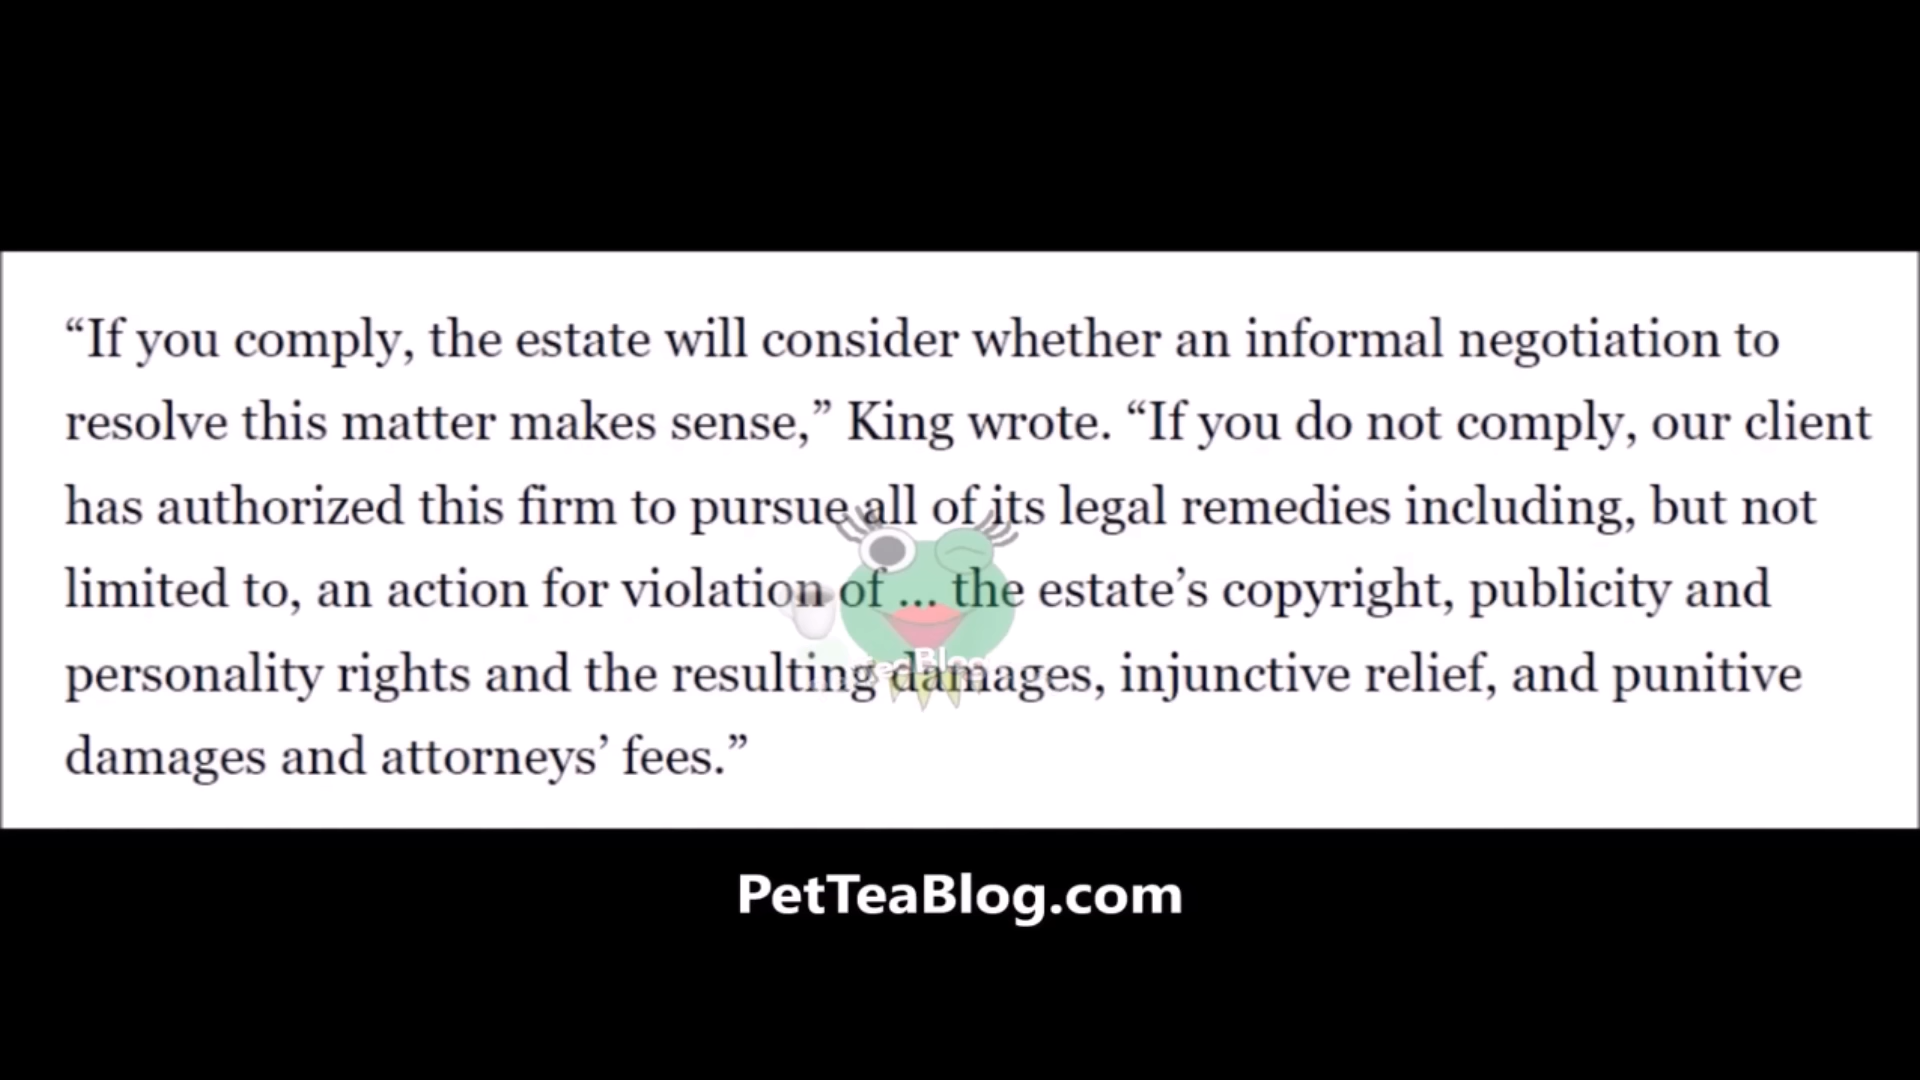 “If you comply, the estate will consider whether an informal negotiation to
resolve this matter makes sense,” King wrote. “If you do not comply, our client
has authorized this firm to pursue all of its legal remedies including, but not
limited to, an action for violation of ... the estate’s copyright, publicity and
personality rights and the resulting damages, injunctive relief, and punitive
damages and attorneys’ fees.”
PetTeaBlog.com